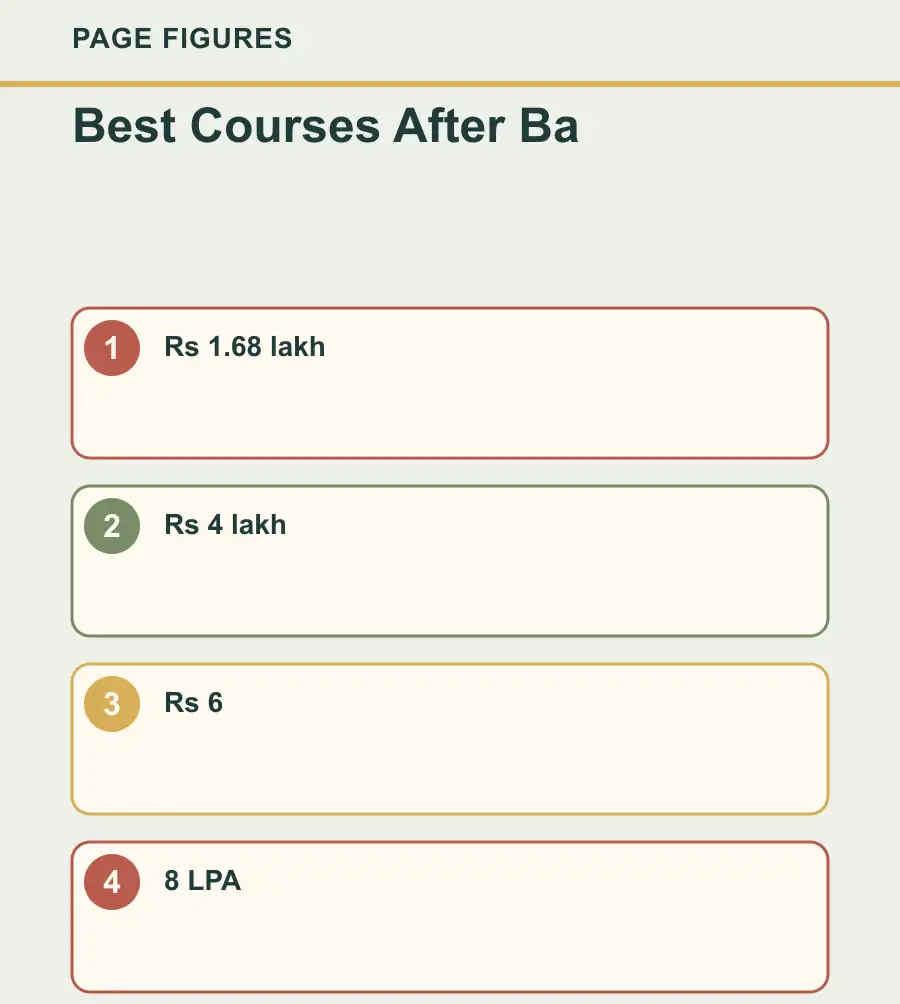 PAGE FIGURES
Best Courses After Ba
1 Rs 1.68 lakh
2 Rs 4 lakh
3 Rs 6
4 8 LPA